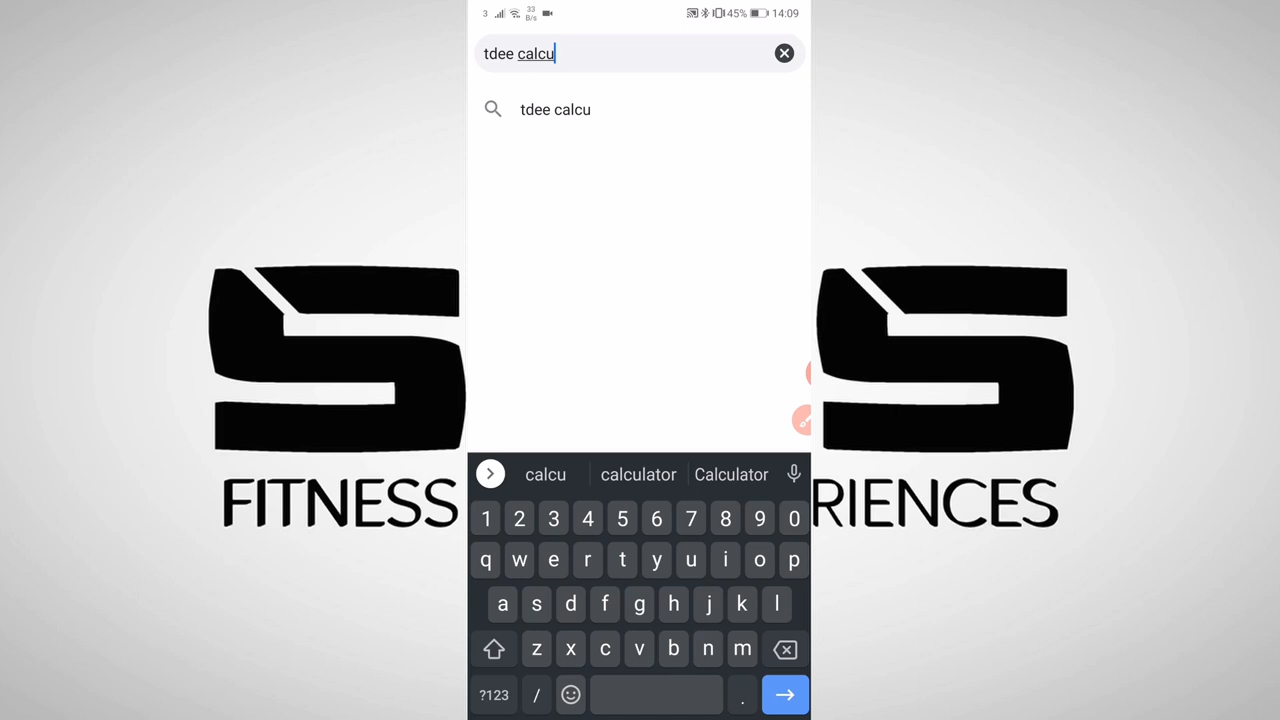 3 33 B/s 45% 14:09
tdee calcu
tdee calcu
calcu calculator Calculator
1 2 3 4 5 6 7 8 9 0
q w e r t y u i o p
a s d f g h j k l
z x c v b n m
?123 / .
FITNESS RIENCES